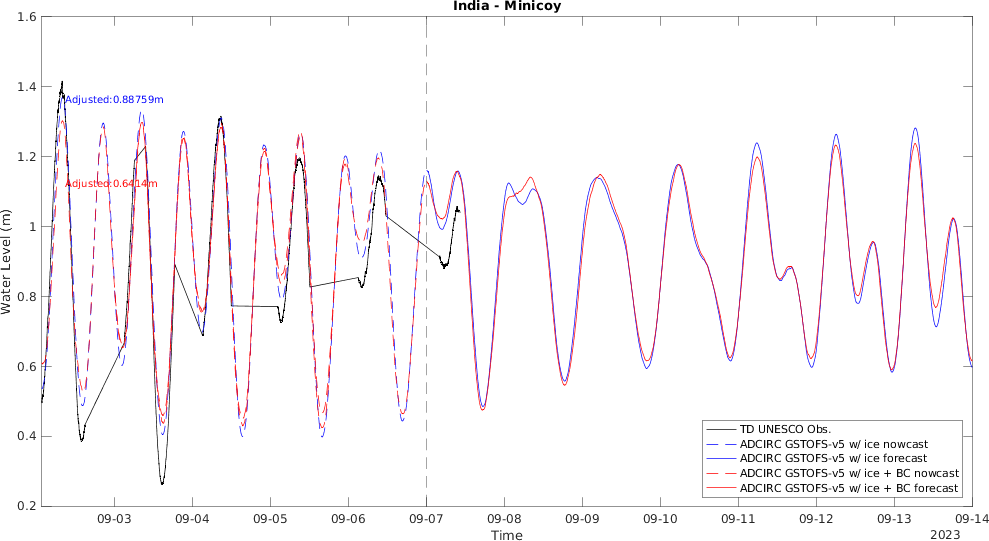 India - Minicoy
1.6
1.4
1.2
1
0.8
0.6
0.4
0.2
Water Level (m)
Adjusted:0.88759m
Adjusted:0.6414m
TD UNESCO Obs.
ADCIRC GSTOFS-v5 w/ ice nowcast
ADCIRC GSTOFS-v5 w/ ice forecast
ADCIRC GSTOFS-v5 w/ ice + BC nowcast
ADCIRC GSTOFS-v5 w/ ice + BC forecast
09-03 09-04 09-05 09-06 09-07 09-08 09-09 09-10 09-11 09-12 09-13 09-14
Time
2023